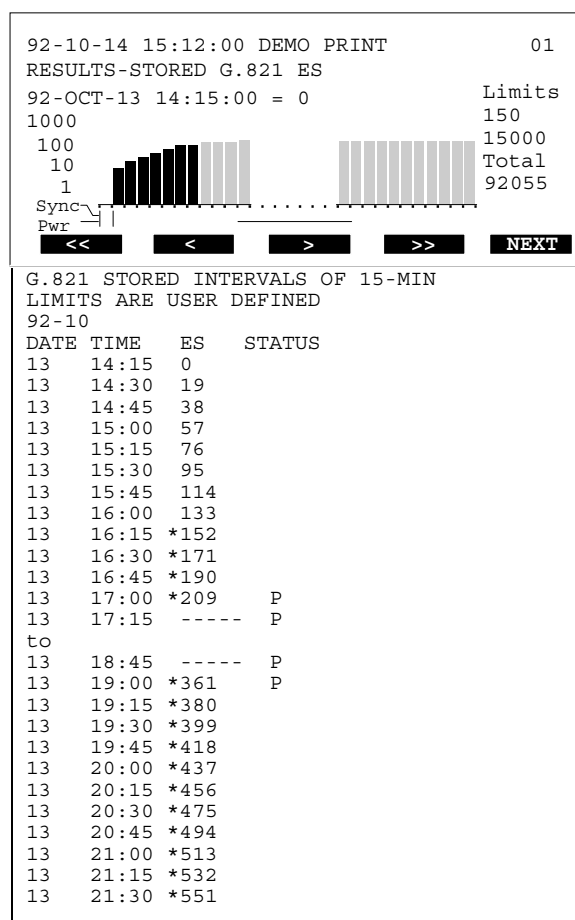 92-10-14 15:12:00 DEMO PRINT 01
RESULTS-STORED G.821 ES
92-OCT-13 14:15:00 = 0
Limits
150
15000
Total
92055
1000
100
10
1
Sync
Pwr
<< < > >> NEXT
G.821 STORED INTERVALS OF 15-MIN
LIMITS ARE USER DEFINED
92-10
DATE TIME ES STATUS
13 14:15 0
13 14:30 19
13 14:45 38
13 15:00 57
13 15:15 76
13 15:30 95
13 15:45 114
13 16:00 133
13 16:15 *152
13 16:30 *171
13 16:45 *190
13 17:00 *209 P
13 17:15 ----- P
to
13 18:45 ----- P
13 19:00 *361 P
13 19:15 *380
13 19:30 *399
13 19:45 *418
13 20:00 *437
13 20:15 *456
13 20:30 *475
13 20:45 *494
13 21:00 *513
13 21:15 *532
13 21:30 *551